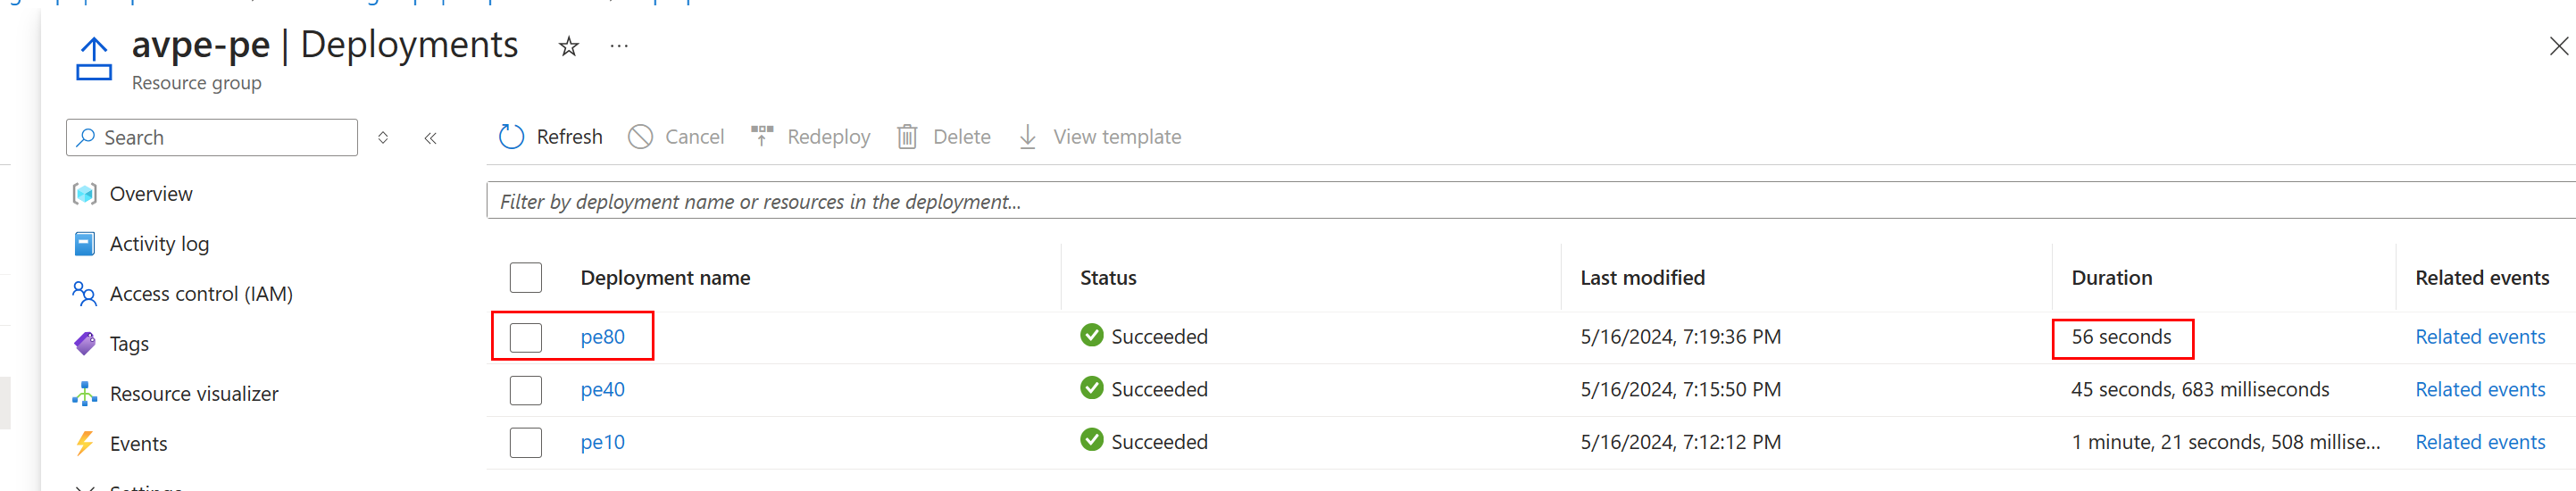 avpe-pe | Deployments
Resource group
Search
Refresh Cancel Redeploy Delete View template
Overview
Activity log
Access control (IAM)
Tags
Resource visualizer
Events
Filter by deployment name or resources in the deployment...
Deployment name Status Last modified Duration Related events
pe80 Succeeded 5/16/2024, 7:19:36 PM 56 seconds Related events
pe40 Succeeded 5/16/2024, 7:15:50 PM 45 seconds, 683 milliseconds Related events
pe10 Succeeded 5/16/2024, 7:12:12 PM 1 minute, 21 seconds, 508 millise... Related events